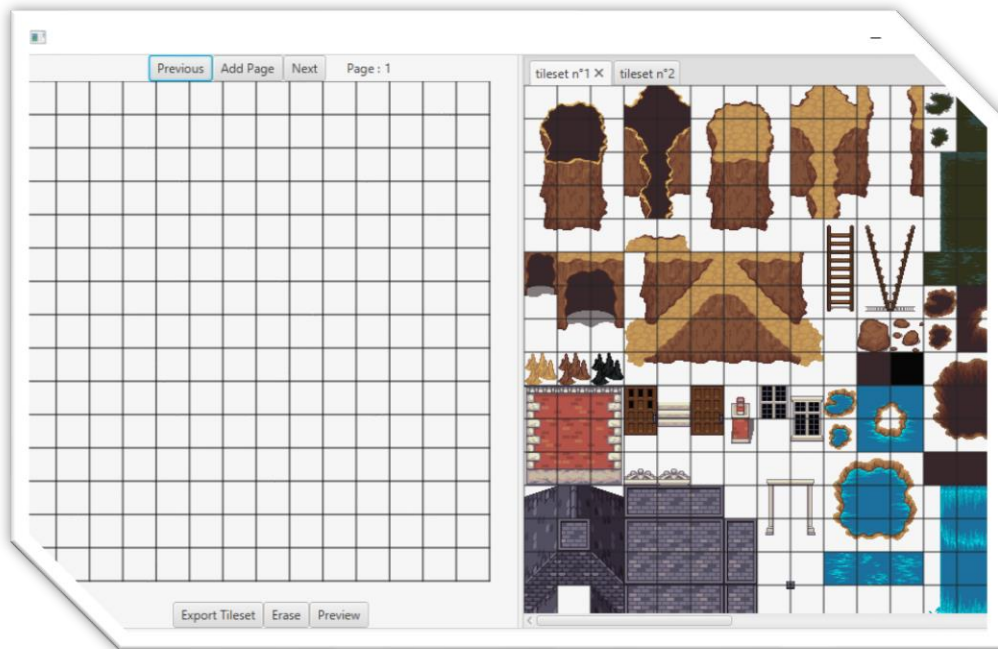 Previous Add Page Next Page : 1
tileset n°1 ✕ tileset n°2
Export Tileset Erase Preview